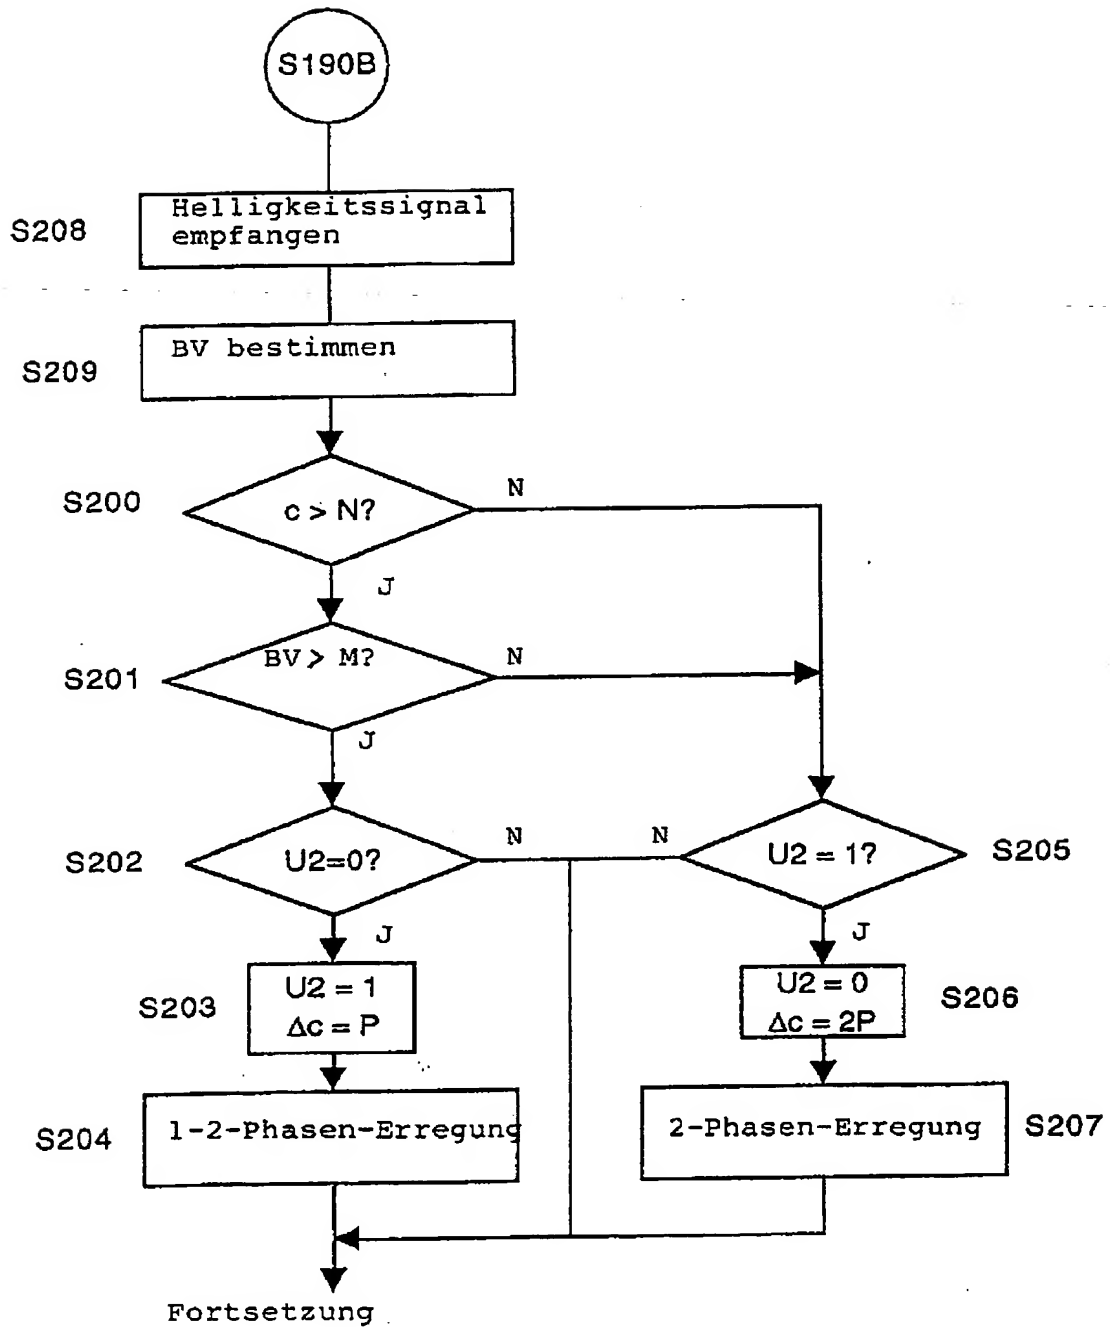 S190B
S208
Helligkeitssignal
empfangen
S209
BV bestimmen
S200
c > N?
N
J
S201
BV > M?
N
J
S202
U2=0?
N
N
U2 = 1?
S205
J
J
S203
U2 = 1
Δc = P
U2 = 0
Δc = 2P
S206
S204
1-2-Phasen-Erregung
2-Phasen-Erregung
S207
Fortsetzung